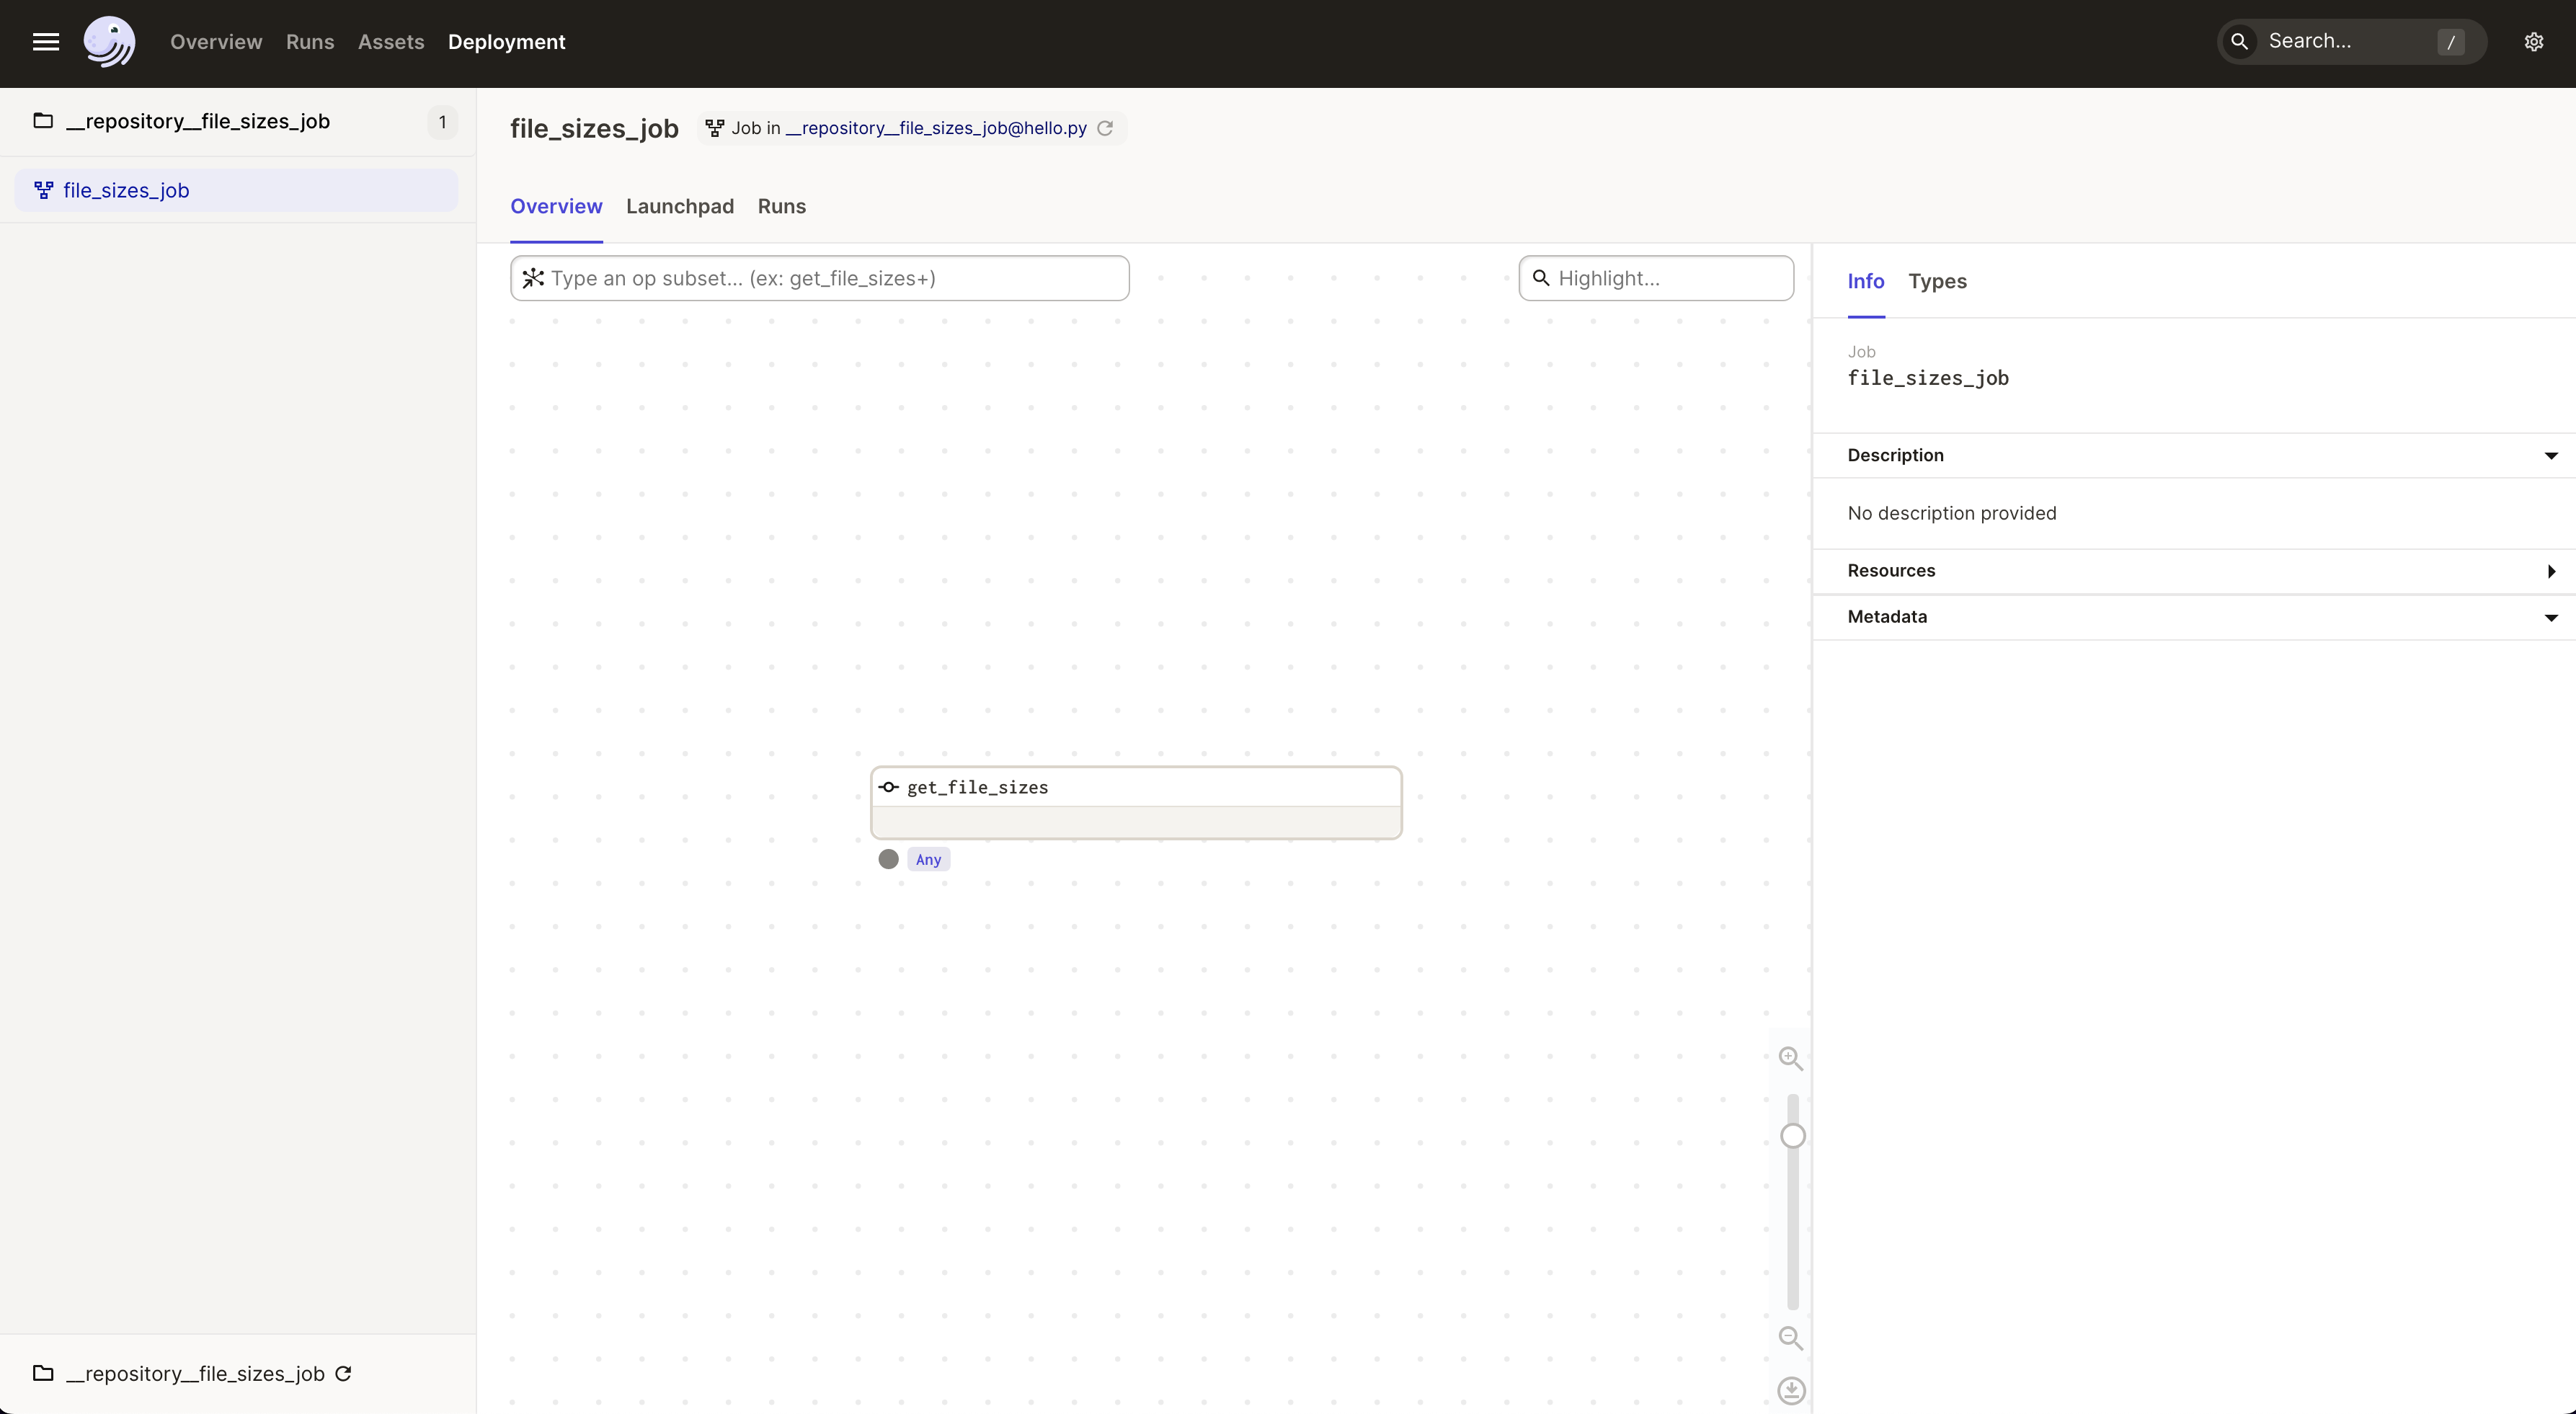 Overview Runs Assets Deployment Search... /
__repository__file_sizes_job 1
file_sizes_job
file_sizes_job Job in __repository__file_sizes_job@hello.py
Overview Launchpad Runs
Type an op subset... (ex: get_file_sizes+) Highlight...
get_file_sizes
Any
Info Types
Job
file_sizes_job
Description
No description provided
Resources
Metadata
__repository__file_sizes_job